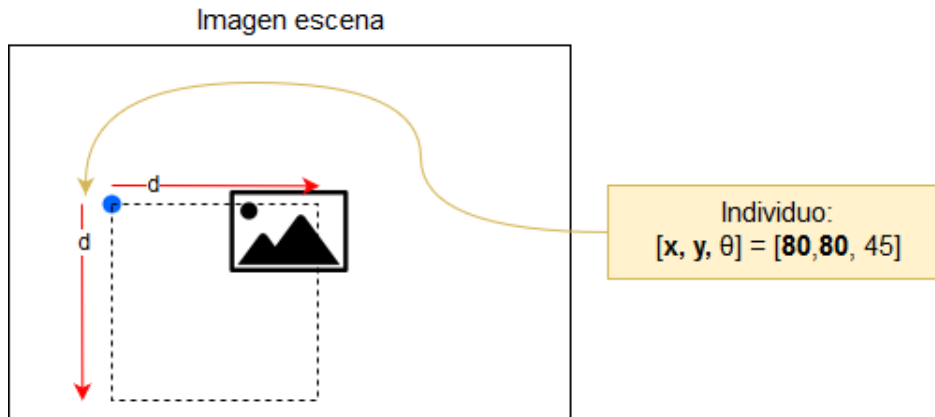 Imagen escena
d
d
Individuo:
[x, y, θ] = [80,80, 45]